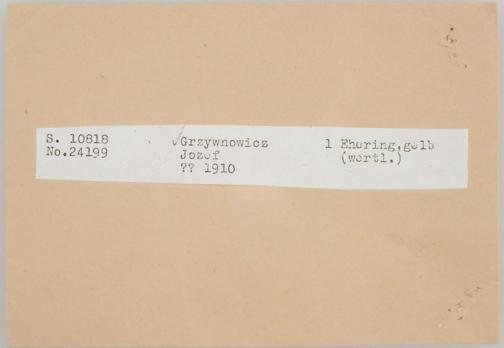 S. 10818 √Grzywnowicz 1 Ehering,gelb
No.24199 Jozef (wertl.)
?? 1910